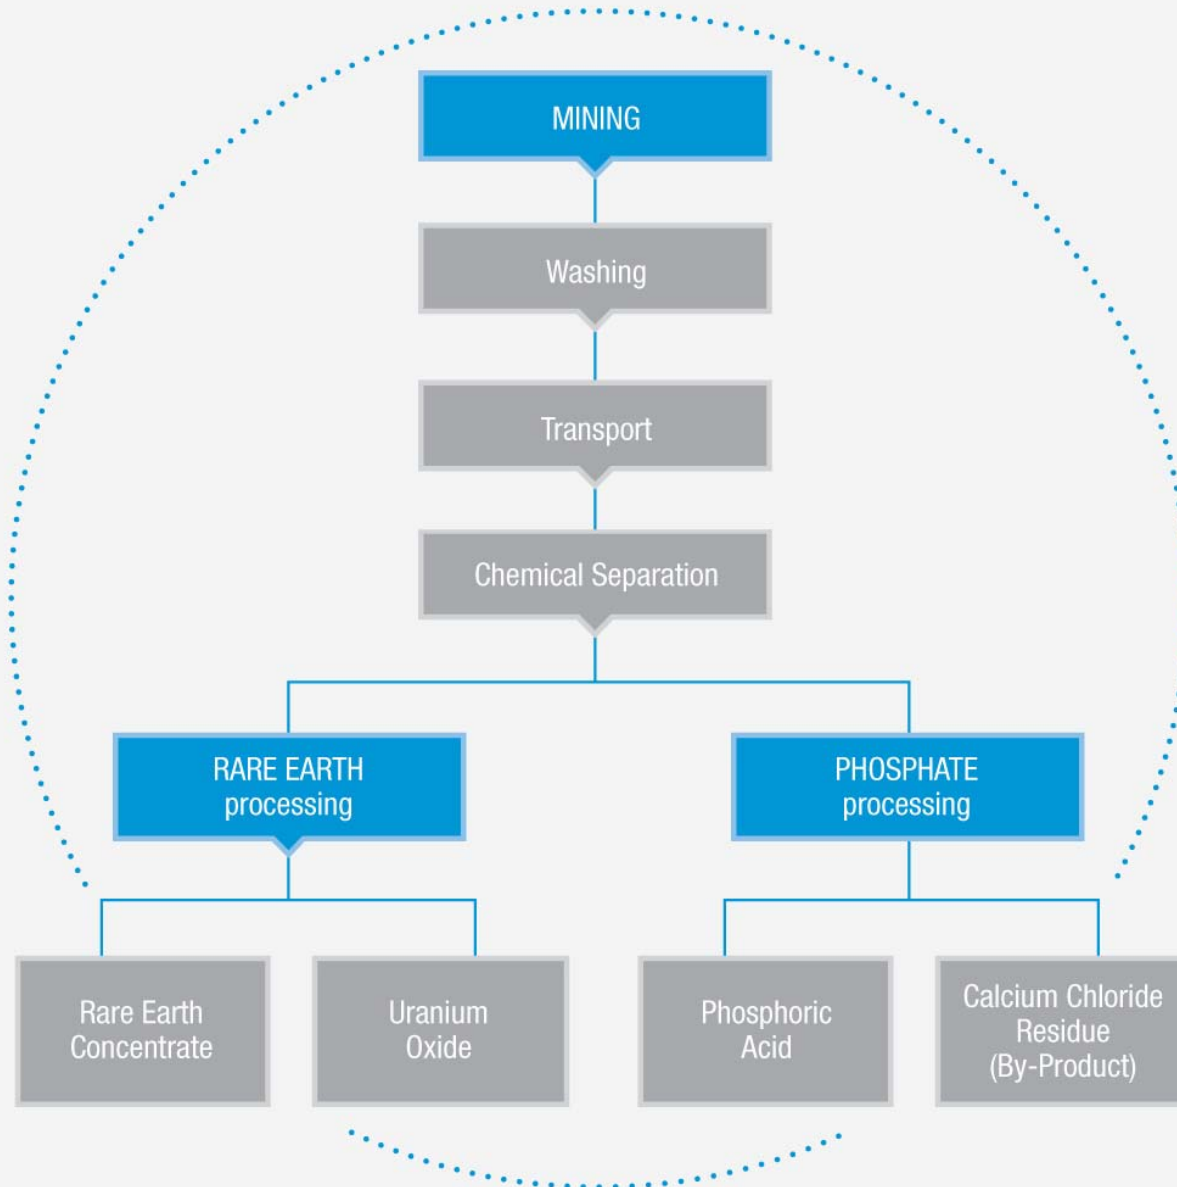 MINING
Washing
Transport
Chemical Separation
RARE EARTH
processing
PHOSPHATE
processing
Rare Earth
Concentrate
Uranium
Oxide
Phosphoric
Acid
Calcium Chloride
Residue
(By-Product)